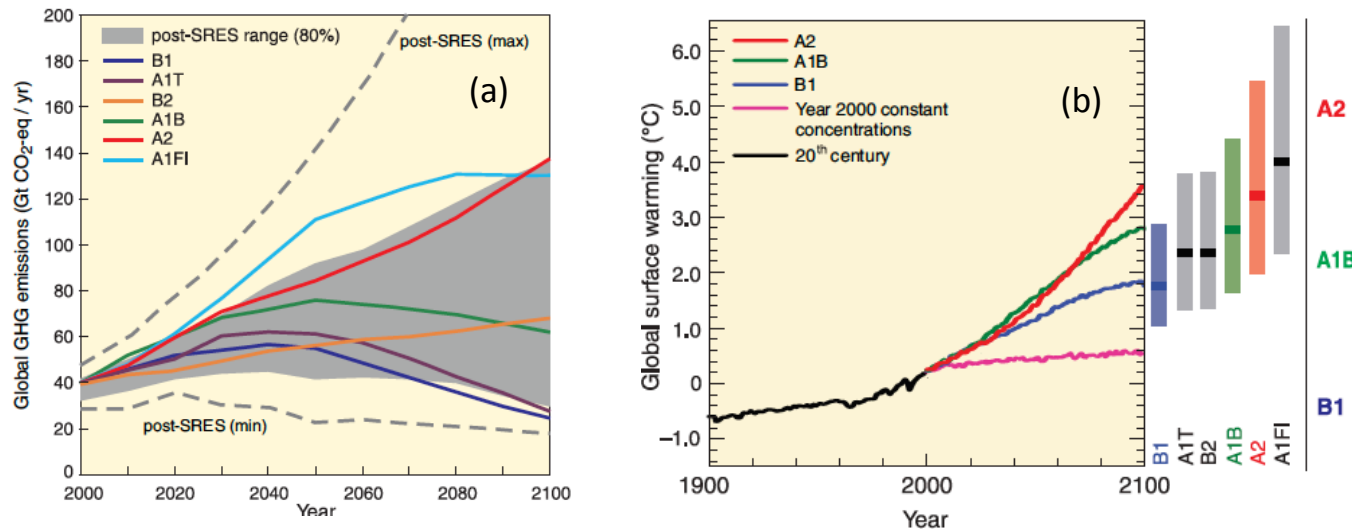 Global GHG emissions (Gt CO₂-eq / yr)
200
180
160
140
120
100
80
60
40
20
0
post-SRES range (80%)
B1
A1T
B2
A1B
A2
A1FI
post-SRES (max)
(a)
post-SRES (min)
2000 2020 2040 2060 2080 2100
Year
Global surface warming (°C)
6.0
5.0
4.0
3.0
2.0
1.0
0
–1.0
A2
A1B
B1
Year 2000 constant
concentrations
20th century
(b)
1900 2000 2100
Year
B1
A1T
B2
A1B
A2
A1FI
A2
A1B
B1